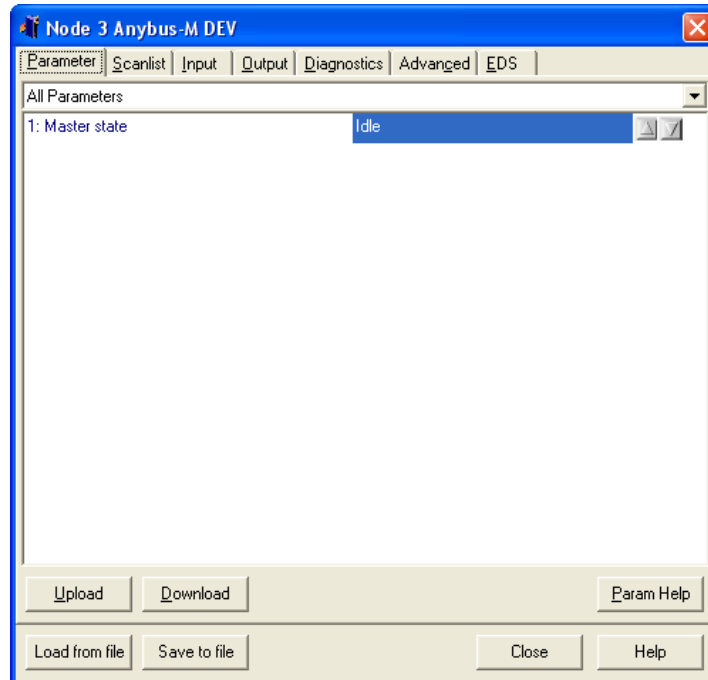 Node 3 Anybus-M DEV
Parameter Scanlist Input Output Diagnostics Advanced EDS
All Parameters
1: Master state Idle
Upload Download Param Help
Load from file Save to file Close Help